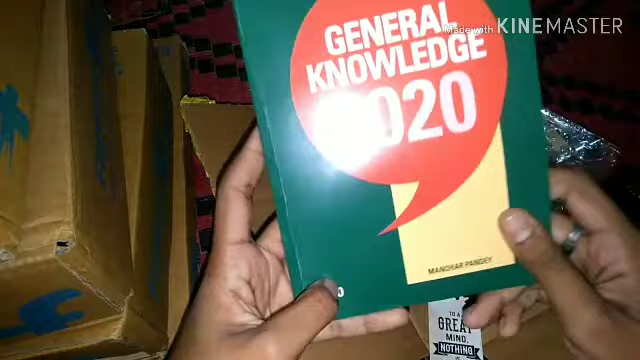 Made with KINEMASTER
GENERAL
KNOWLEDGE
2020
MANOHAR PANDEY
TO A
GREAT
MIND,
NOTHING